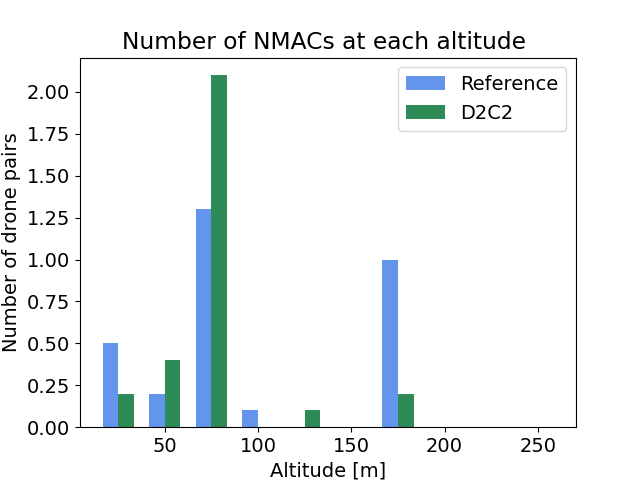 Number of NMACs at each altitude
Reference
D2C2
Number of drone pairs
2.00
1.75
1.50
1.25
1.00
0.75
0.50
0.25
0.00
50
100
150
200
250
Altitude [m]